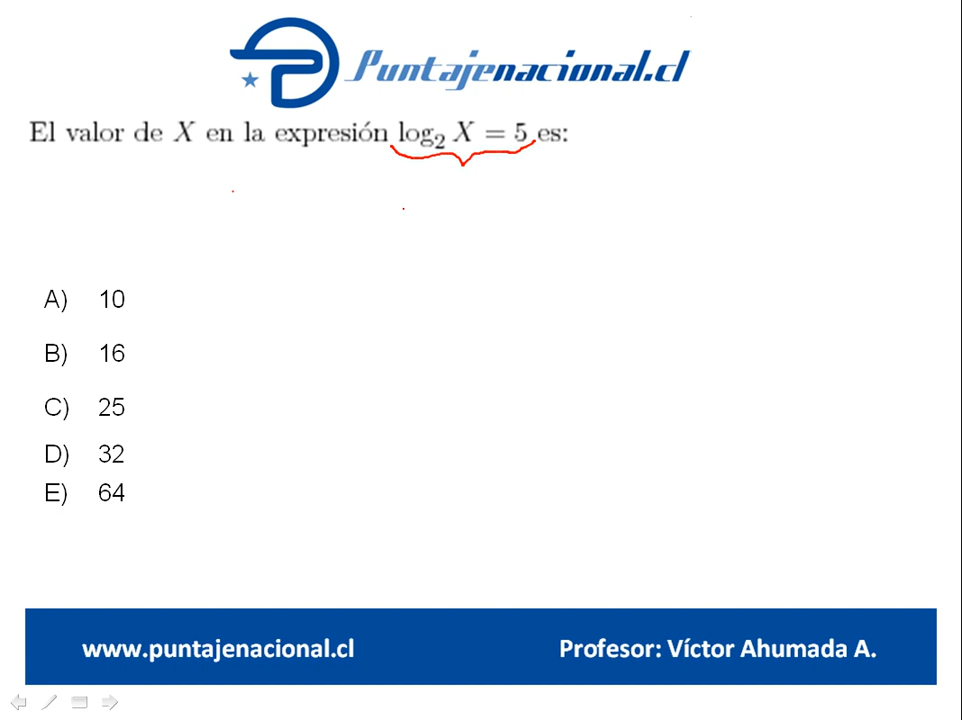 Puntajenacional.cl
El valor de X en la expresión log₂ X = 5 es:
A) 10
B) 16
C) 25
D) 32
E) 64
www.puntajenacional.cl Profesor: Víctor Ahumada A.